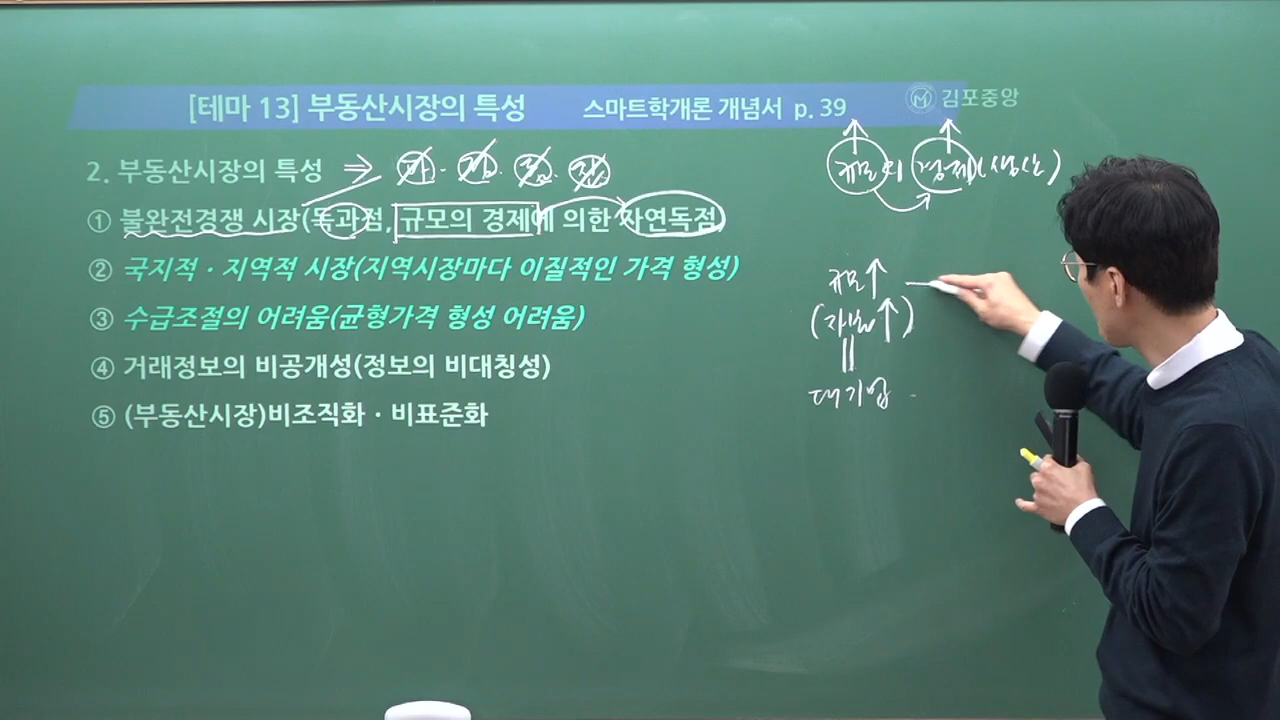 [테마 13] 부동산시장의 특성 스마트학개론 개념서 p. 39 김포중앙
2. 부동산시장의 특성 ⇒
규모의 경제(생산)
① 불완전경쟁 시장(독과점, 규모의 경제에 의한 자연독점)
② 국지적 · 지역적 시장(지역시장마다 이질적인 가격 형성)
규모↑
③ 수급조절의 어려움(균형가격 형성 어려움)
(자본↑)
④ 거래정보의 비공개성(정보의 비대칭성)
대기업
⑤ (부동산시장)비조직화 · 비표준화